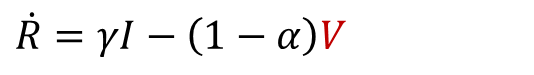 Ṙ = γI − (1 − α)V